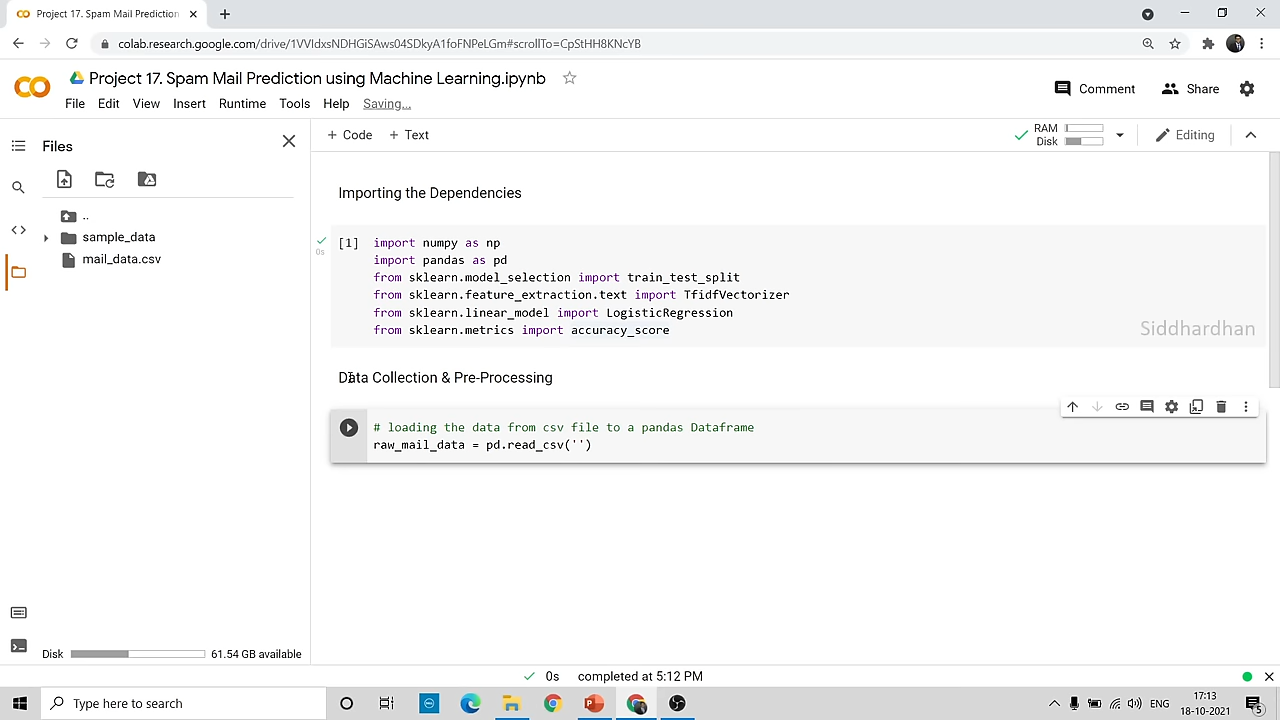 Project 17. Spam Mail Prediction
colab.research.google.com/drive/1VVIdxsNDHGiSAws04SDkyA1foFNPeLGm#scrollTo=CpStHH8KNcYB
Project 17. Spam Mail Prediction using Machine Learning.ipynb
Comment
Share
File Edit View Insert Runtime Tools Help Saving...
Files
+ Code + Text
RAM
Disk
Editing
..
sample_data
mail_data.csv
Importing the Dependencies
[1] import numpy as np
0s
import pandas as pd
from sklearn.model_selection import train_test_split
from sklearn.feature_extraction.text import TfidfVectorizer
from sklearn.linear_model import LogisticRegression
from sklearn.metrics import accuracy_score
Siddhardhan
Data Collection & Pre-Processing
# loading the data from csv file to a pandas Dataframe
raw_mail_data = pd.read_csv('')
Disk 61.54 GB available
0s completed at 5:12 PM
Type here to search
ENG
17:13
18-10-2021
5